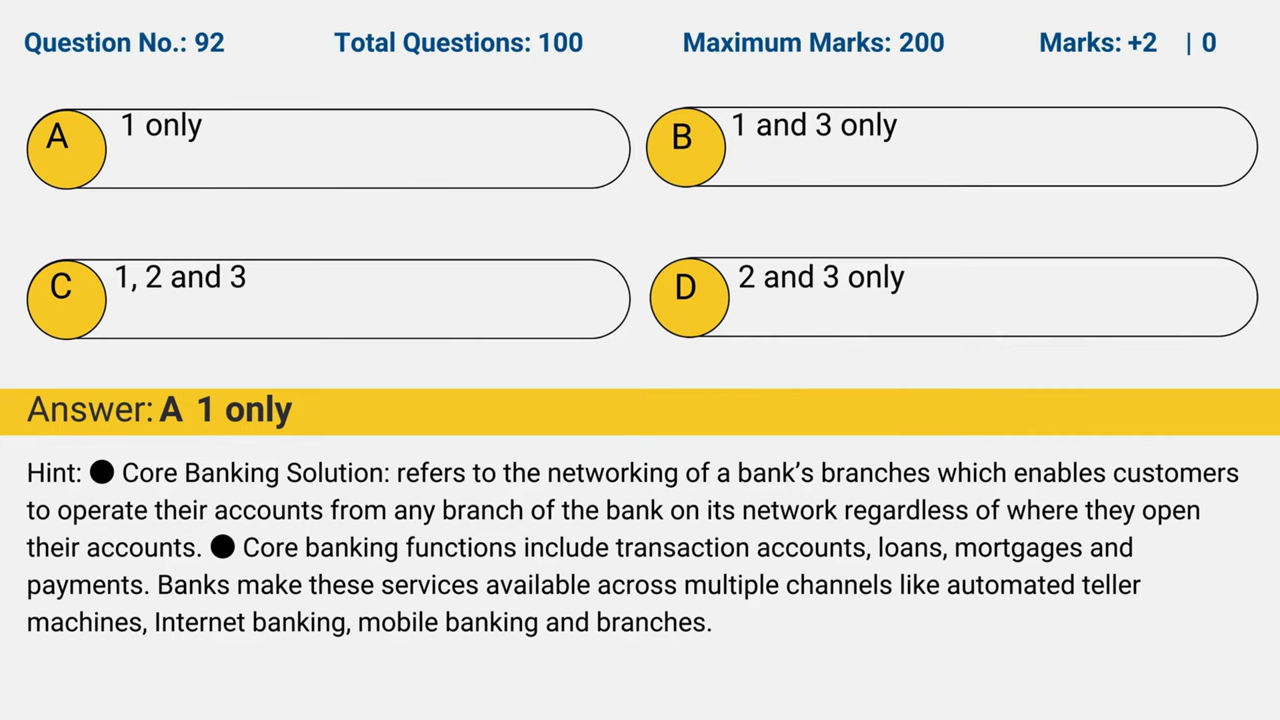 Question No.: 92 Total Questions: 100 Maximum Marks: 200 Marks: +2 | 0
A 1 only
B 1 and 3 only
C 1, 2 and 3
D 2 and 3 only
Answer: A 1 only
Hint: ● Core Banking Solution: refers to the networking of a bank’s branches which enables customers
to operate their accounts from any branch of the bank on its network regardless of where they open
their accounts. ● Core banking functions include transaction accounts, loans, mortgages and
payments. Banks make these services available across multiple channels like automated teller
machines, Internet banking, mobile banking and branches.